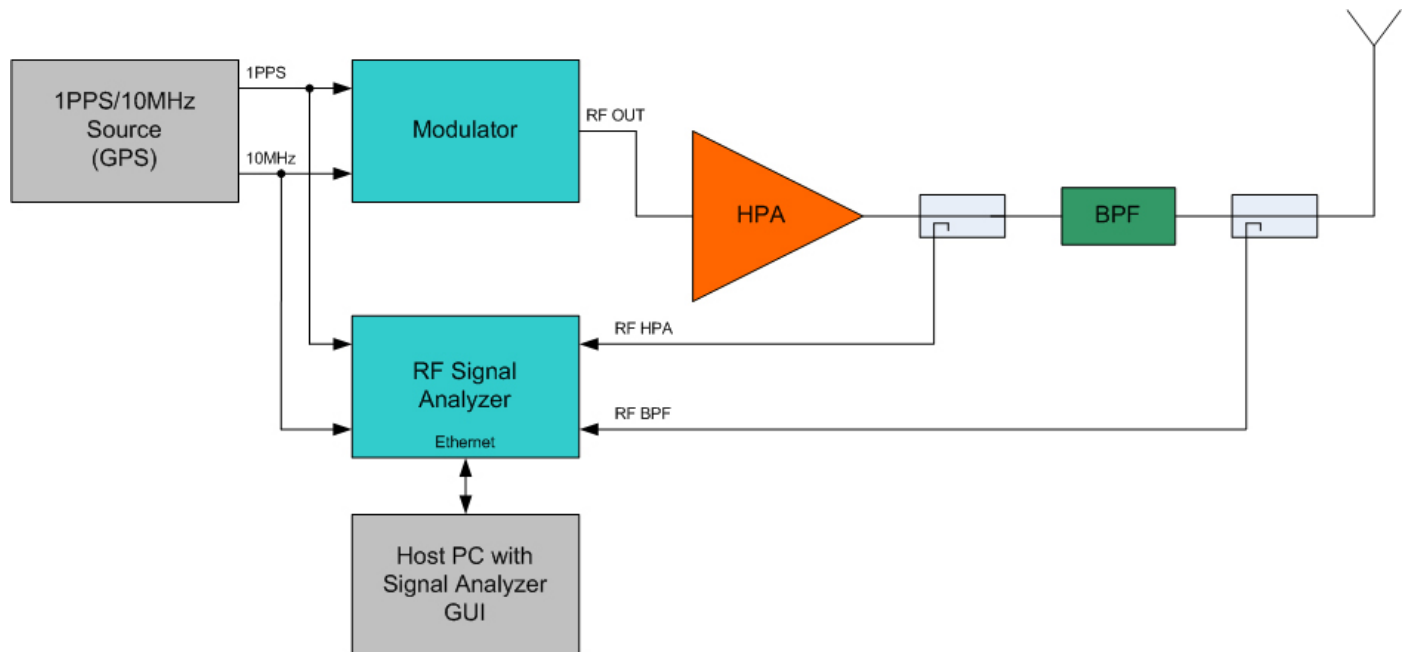 1PPS/10MHz
Source
(GPS)
1PPS
10MHz
Modulator
RF OUT
HPA
BPF
RF HPA
RF Signal
Analyzer
Ethernet
RF BPF
Host PC with
Signal Analyzer
GUI